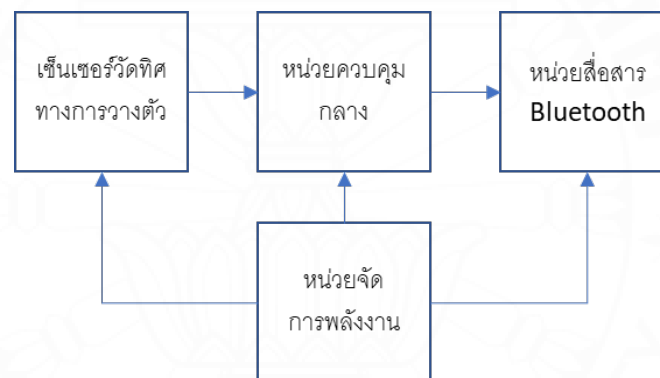 เซ็นเซอร์วัดทิศ
ทางการวางตัว
หน่วยควบคุม
กลาง
หน่วยสื่อสาร
Bluetooth
หน่วยจัด
การพลังงาน